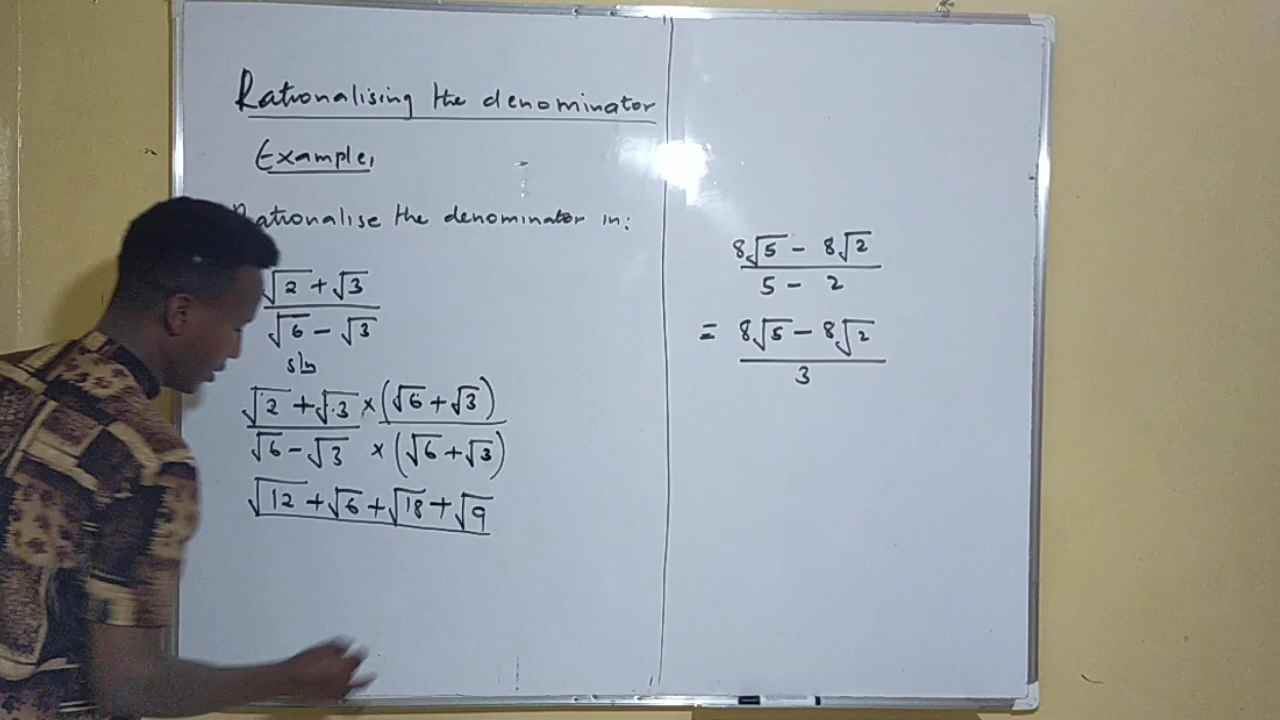 Rationalising the denominator
Example,
Rationalise the denominator in:
√2 + √3
√6 − √3
sln
√2 + √3 × (√6 + √3)
√6 − √3 × (√6 + √3)
√12 + √6 + √18 + √9
8√5 − 8√2
5 − 2
= 8√5 − 8√2
3